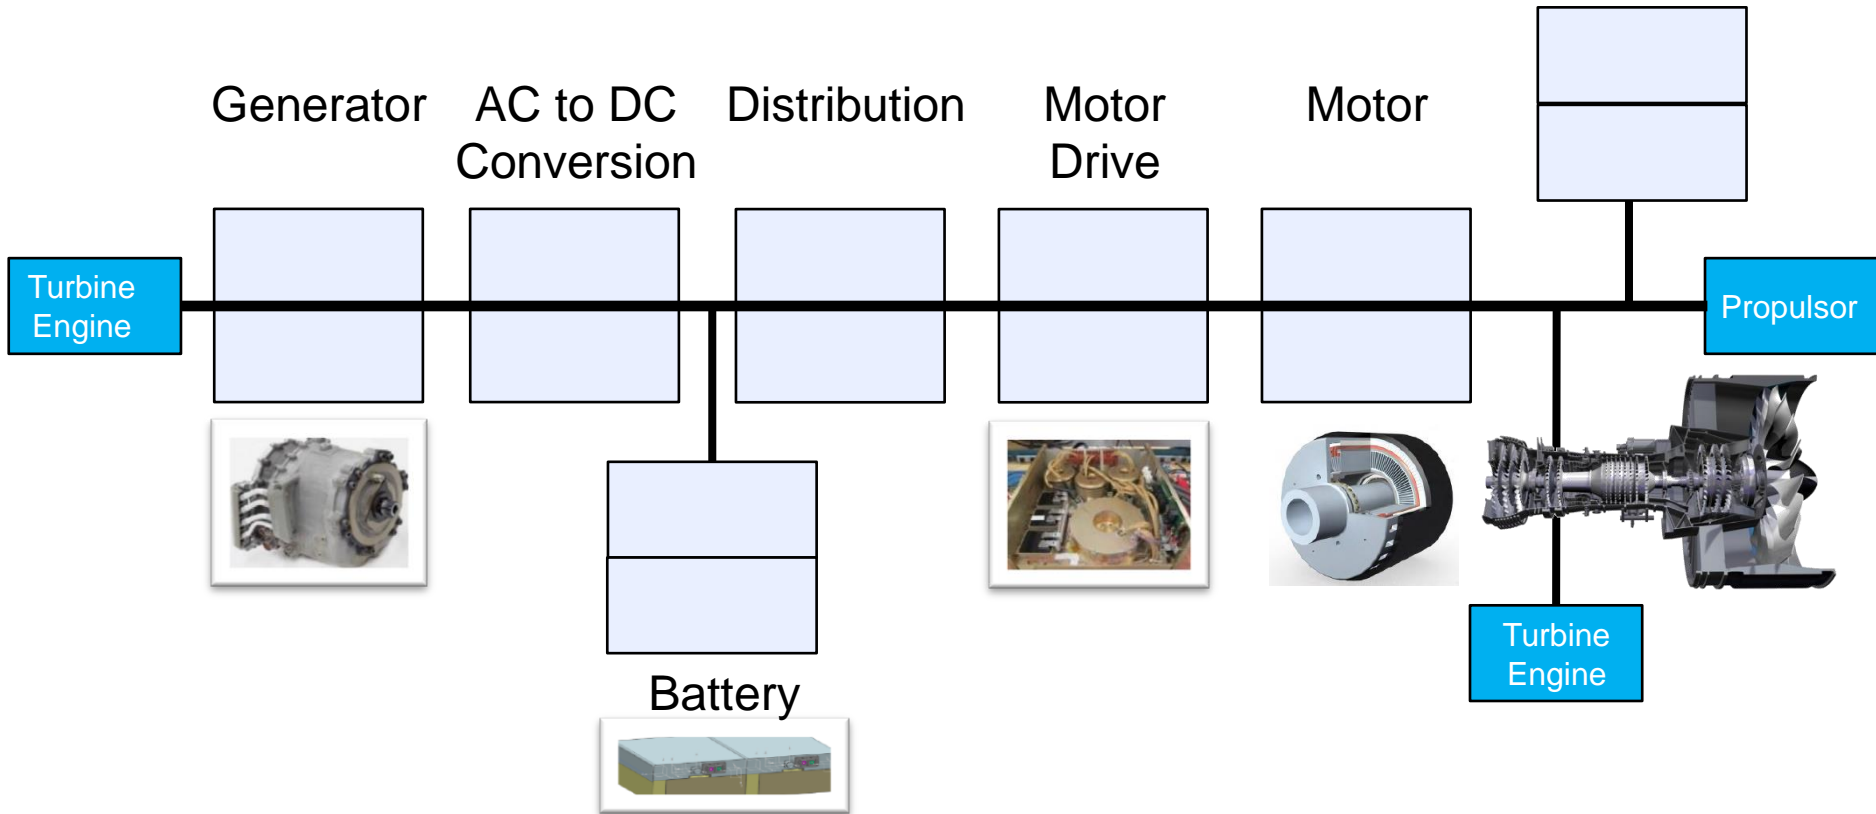 Generator
AC to DC
Conversion
Distribution
Motor
Drive
Motor
Turbine
Engine
Propulsor
Turbine
Engine
Battery